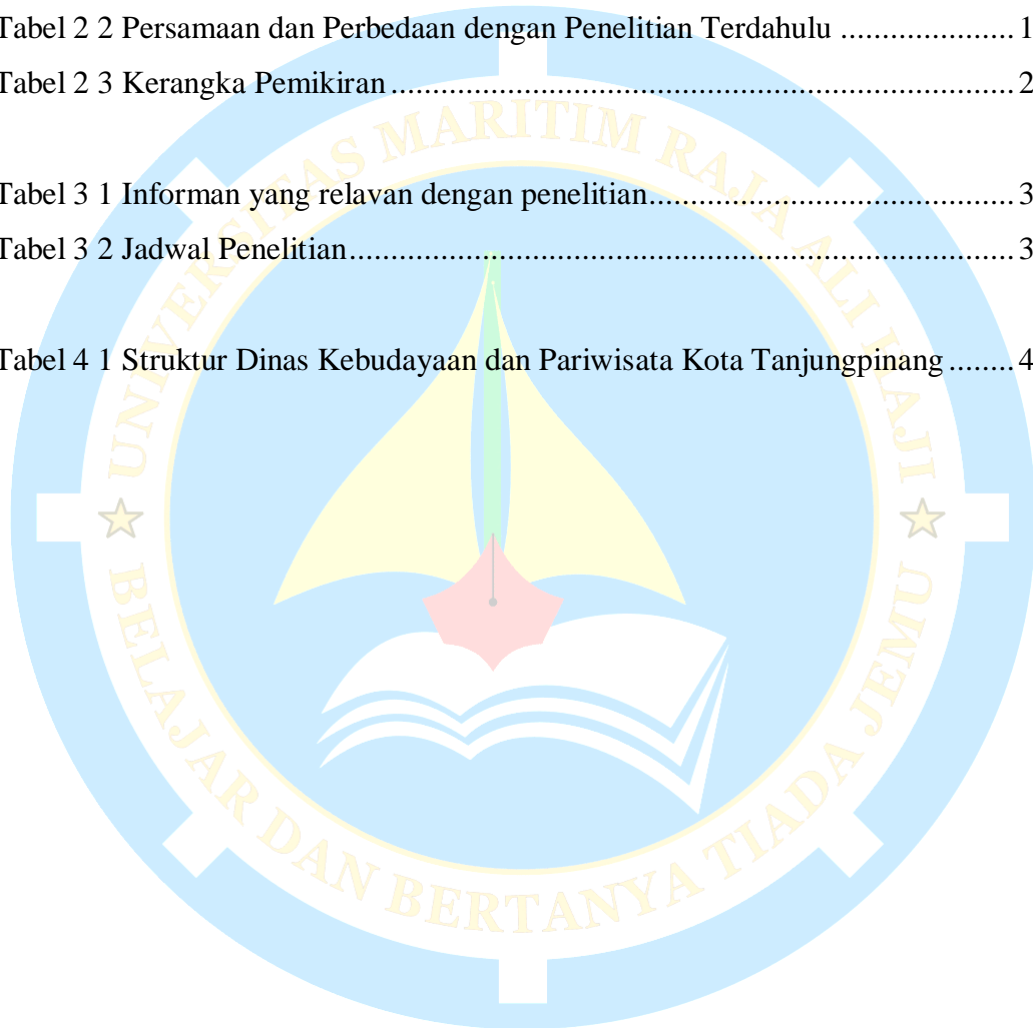 Tabel 2 2 Persamaan dan Perbedaan dengan Penelitian Terdahulu ..................... 1
Tabel 2 3 Kerangka Pemikiran ................................................................... 2
Tabel 3 1 Informan yang relavan dengan penelitian...................................... 3
Tabel 3 2 Jadwal Penelitian...................................................................... 3
Tabel 4 1 Struktur Dinas Kebudayaan dan Pariwisata Kota Tanjungpinang ........ 4
UNIVERSITAS MARITIM RAJA ALI HAJI
BELAJAR DAN BERTANYA TIADA JEMU